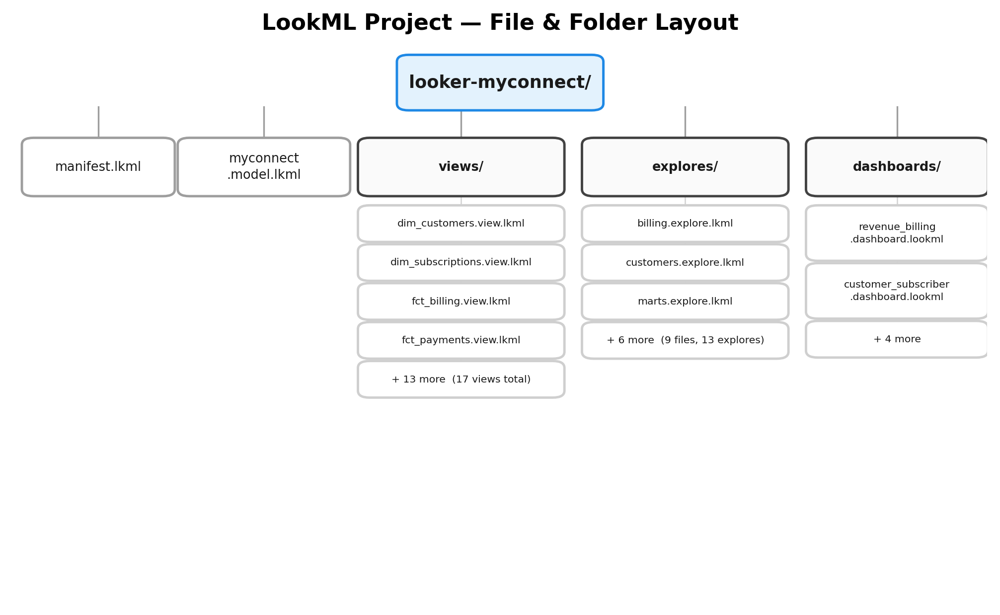 LookML Project — File & Folder Layout
looker-myconnect/
manifest.lkml
myconnect
.model.lkml
views/
explores/
dashboards/
dim_customers.view.lkml
dim_subscriptions.view.lkml
fct_billing.view.lkml
fct_payments.view.lkml
+ 13 more  (17 views total)
billing.explore.lkml
customers.explore.lkml
marts.explore.lkml
+ 6 more  (9 files, 13 explores)
revenue_billing
.dashboard.lookml
customer_subscriber
.dashboard.lookml
+ 4 more